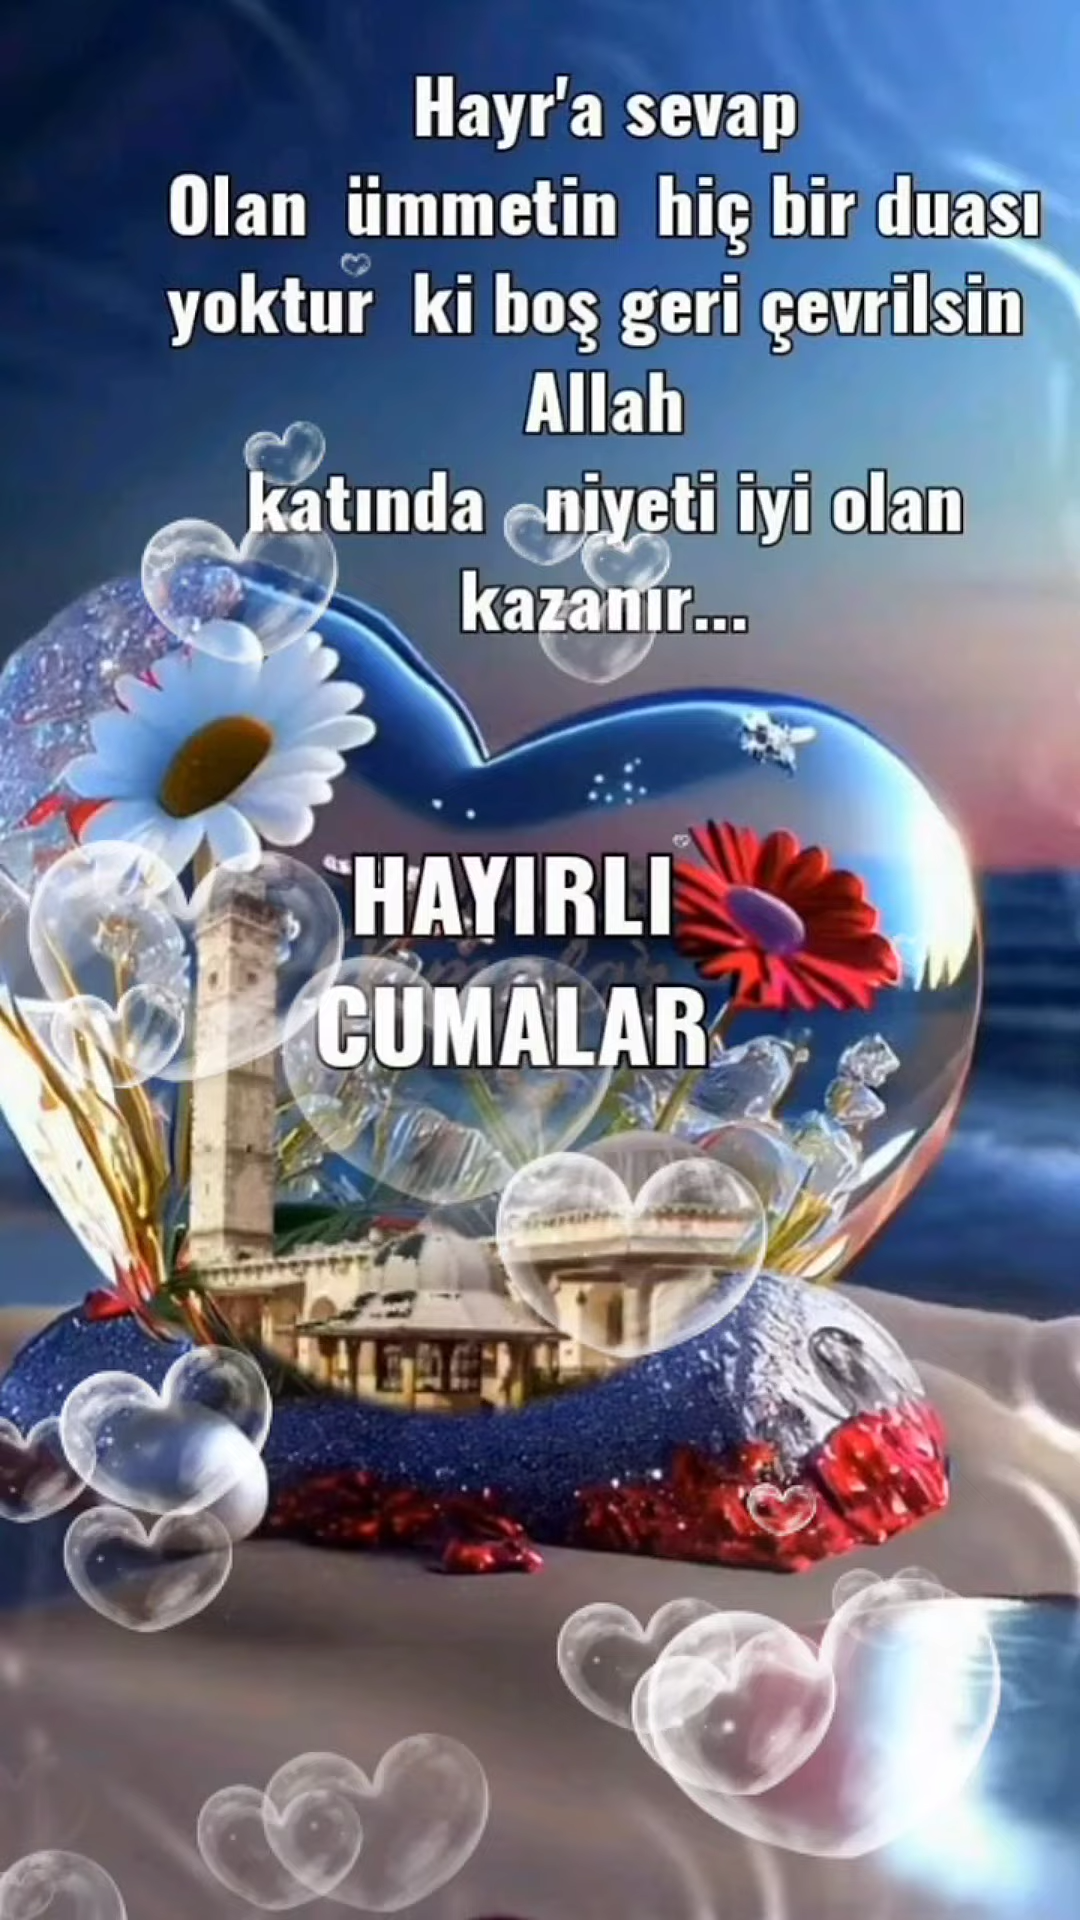 Hayr'a sevap
Olan ümmetin hiç bir duası
yoktur ki boş geri çevrilsin
Allah
katında niyeti iyi olan
kazanır...
HAYIRLI
CUMALAR